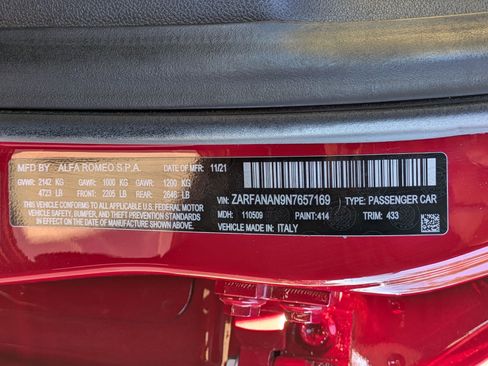 MFD BY ALFA ROMEO S.P.A. DATE OF MFR: 11/21
GVWR: 2142 KG GAWR: 1000 KG GAWR: 1200 KG
4723 LB FRONT: 2205 LB REAR: 2646 LB
THIS VEHICLE CONFORMS TO ALL APPLICABLE U.S. FEDERAL MOTOR
VEHICLE SAFETY, BUMPER, AND THEFT PREVENTION STANDARDS IN
EFFECT ON THE DATE OF MANUFACTURE SHOWN ABOVE.
VIN: ZARFANAN9N7657169 TYPE: PASSENGER CAR
MDH: 110509 PAINT:414 TRIM: 433
VEHICLE MADE IN: ITALY